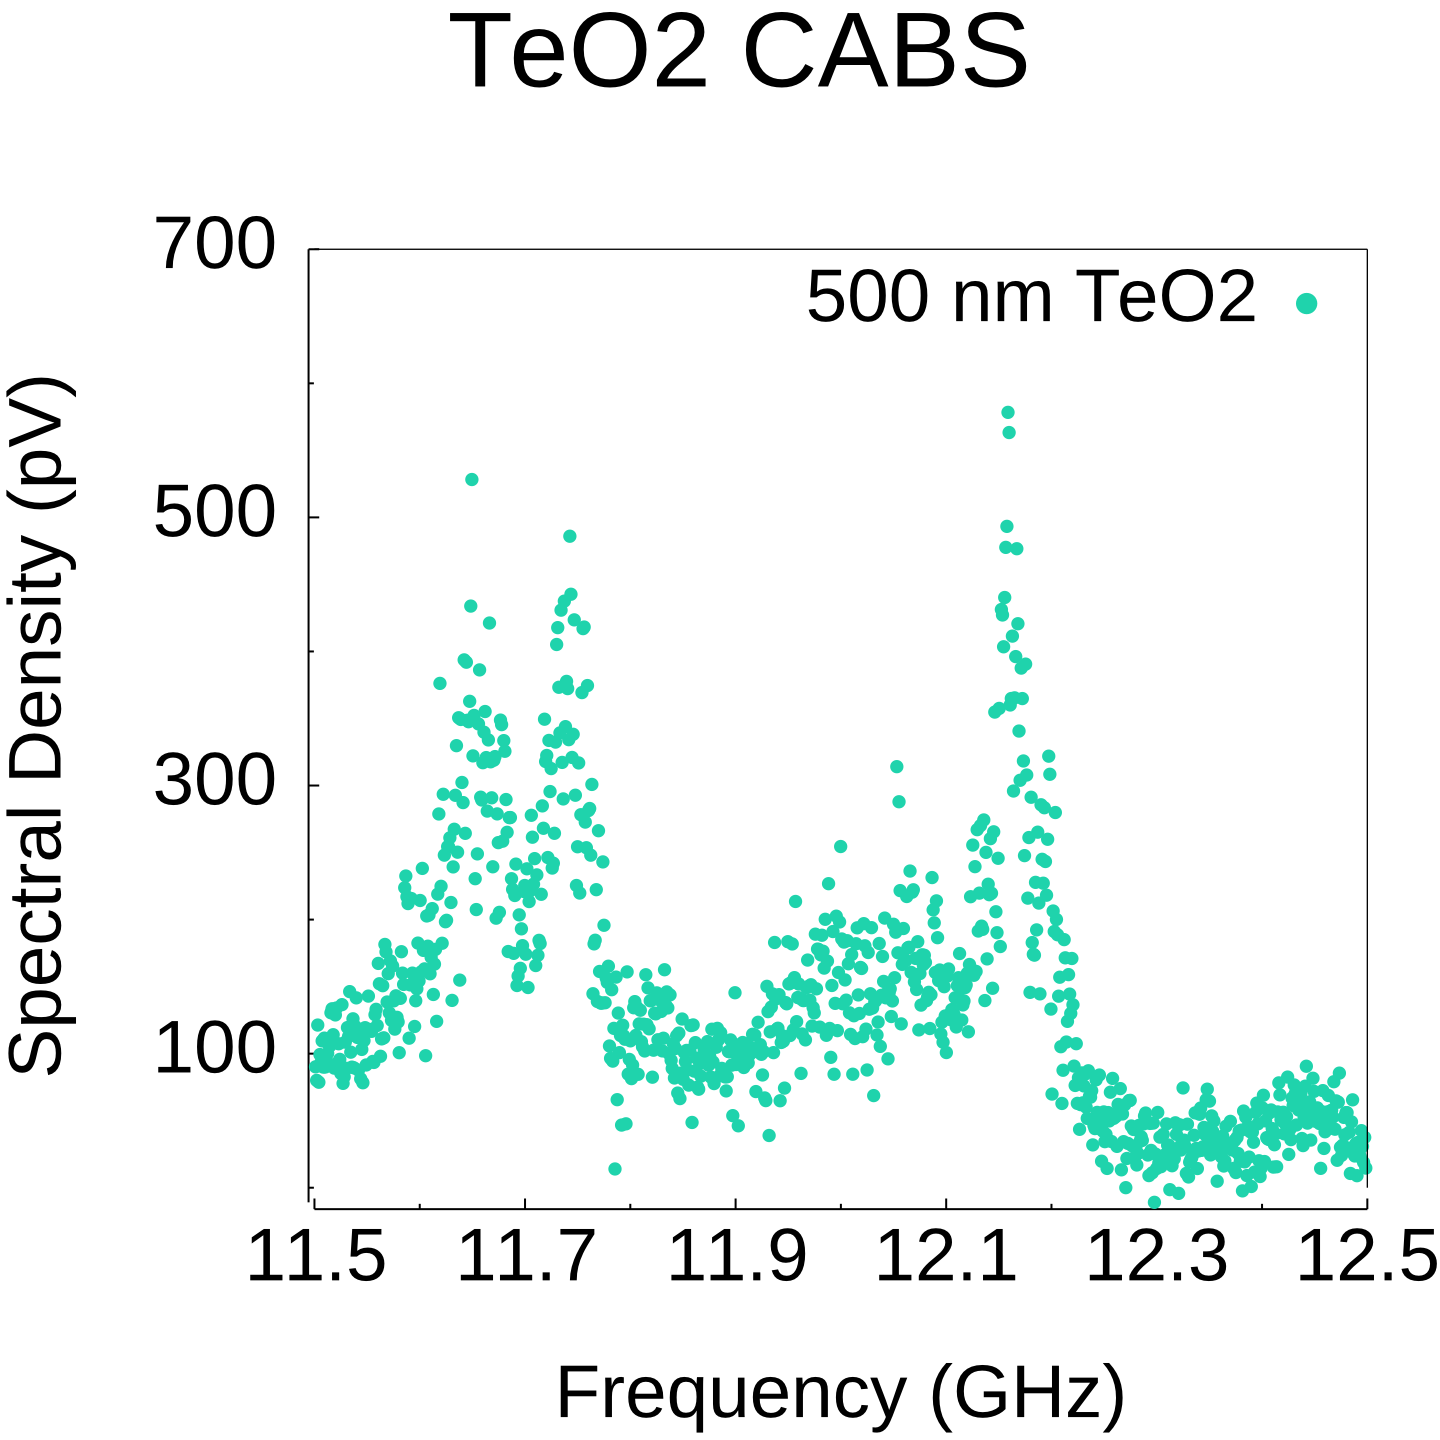 TeO2 CABS
700
500 nm TeO2
500
300
100
Spectral Density (pV)
11.5 11.7 11.9 12.1 12.3 12.5
Frequency (GHz)